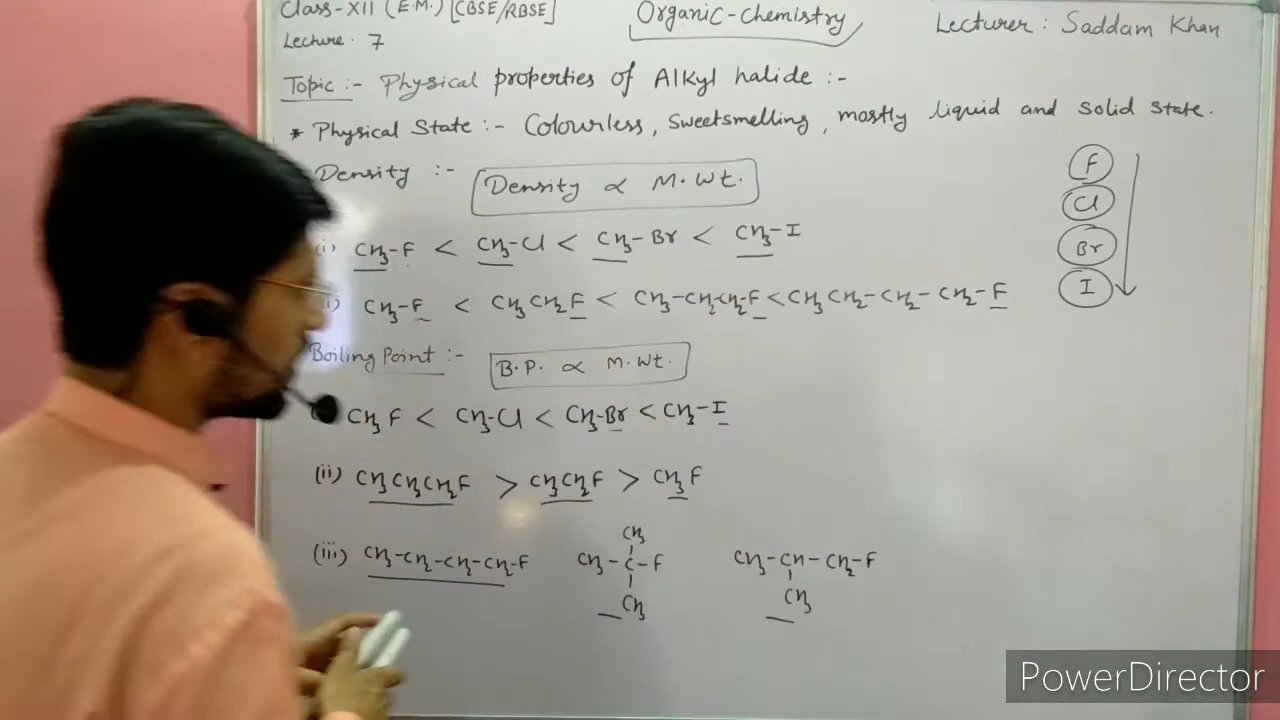 Class-XII (E.M.) [CBSE/RBSE]
Organic-Chemistry
Lecturer: Saddam Khan
Lecture. 7
Topic :- Physical properties of Alkyl halide :-
* Physical State :- Colourless, Sweetsmelling, mostly liquid and Solid State.
Density :-
Density ∝ M.Wt.
(i) CH3-F < CH3-Cl < CH3-Br < CH3-I
CH3-F < CH3CH2F < CH3-CH2-CH2F < CH3CH2-CH2-CH2-F
F
Cl
Br
I
Boiling Point :-
B.P. ∝ M.Wt.
CH3F < CH3-Cl < CH3-Br < CH3-I
(ii) CH3CH2CH2F > CH3CH2F > CH3F
CH3
(iii) CH3-CH2-CH2-CH2-F CH3-C-F CH3-CH-CH2-F
CH3 CH3
PowerDirector